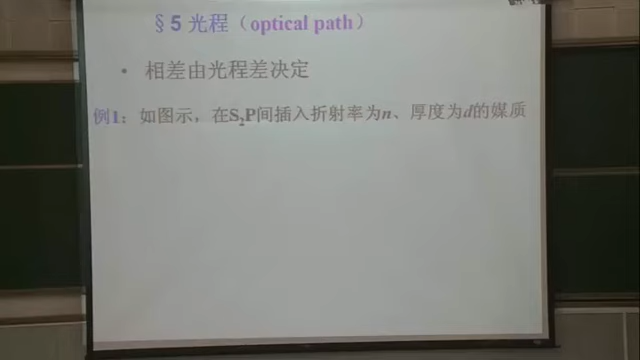 §5 光程（optical path）
• 相差由光程差决定
例1：如图示，在S₂P间插入折射率为n、厚度为d的媒质